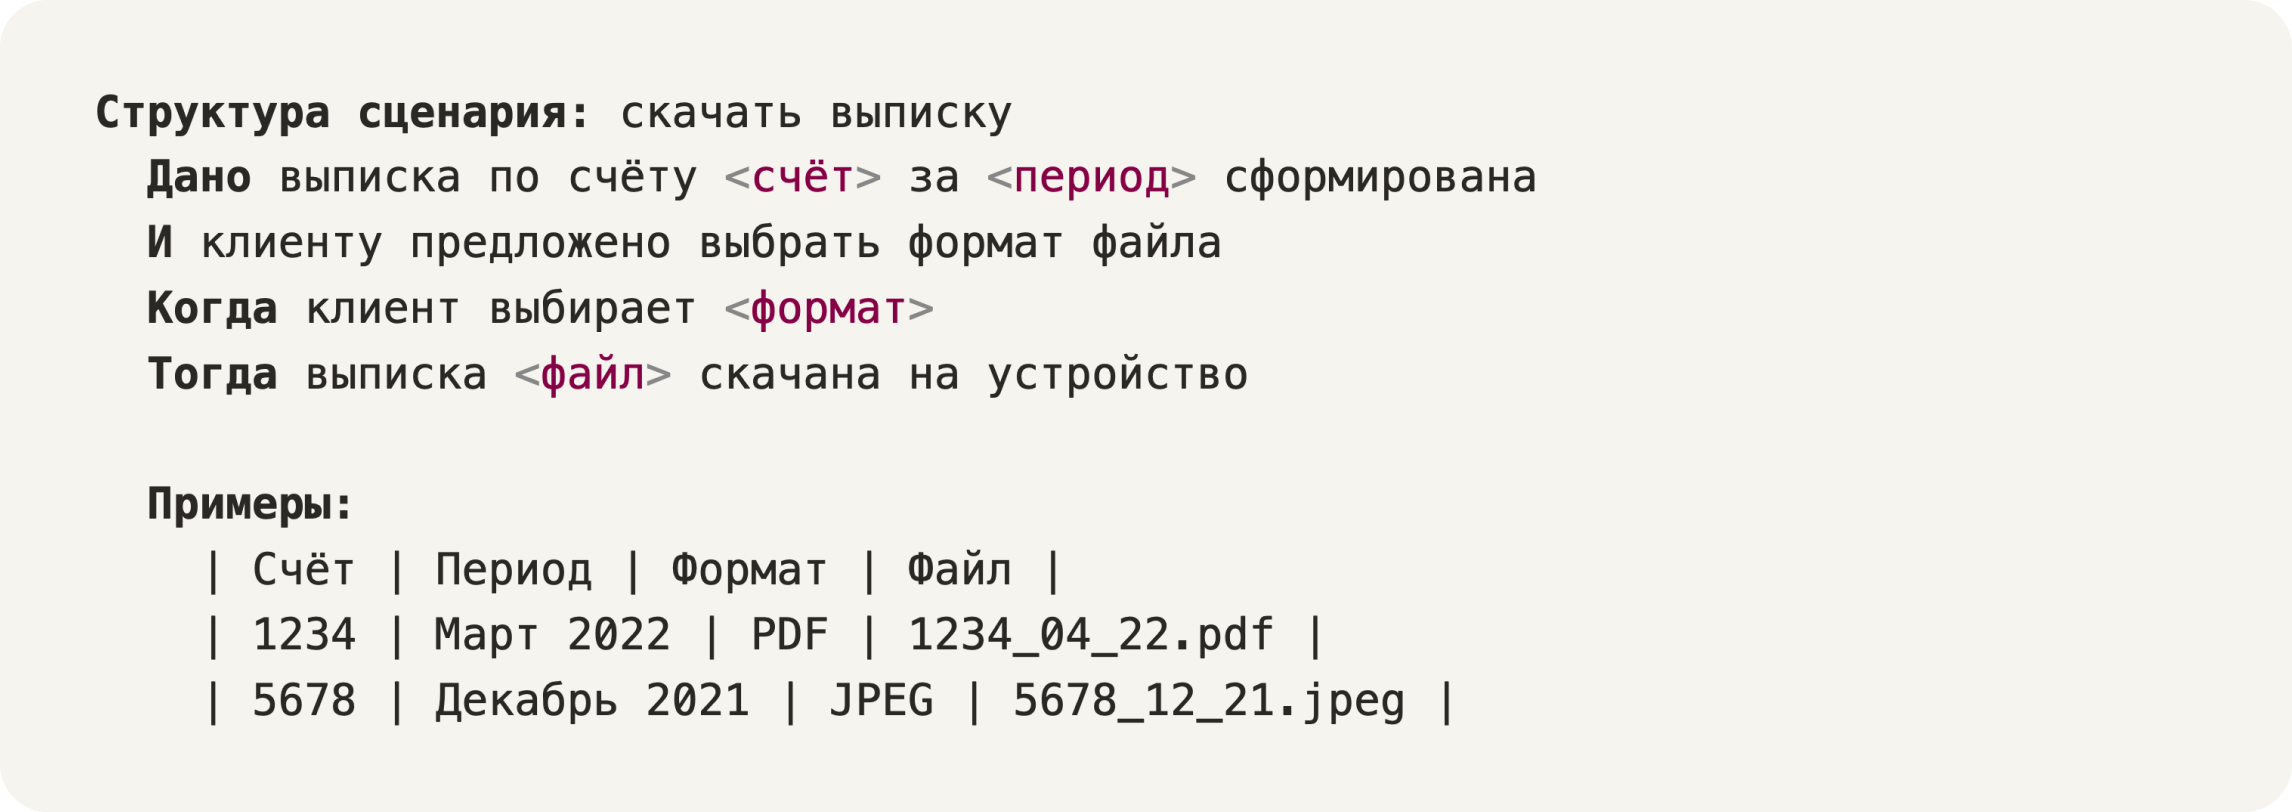 Структура сценария: скачать выписку
Дано выписка по счёту <счёт> за <период> сформирована
И клиенту предложено выбрать формат файла
Когда клиент выбирает <формат>
Тогда выписка <файл> скачана на устройство
Примеры:
| Счёт | Период | Формат | Файл |
| 1234 | Март 2022 | PDF | 1234_04_22.pdf |
| 5678 | Декабрь 2021 | JPEG | 5678_12_21.jpeg |